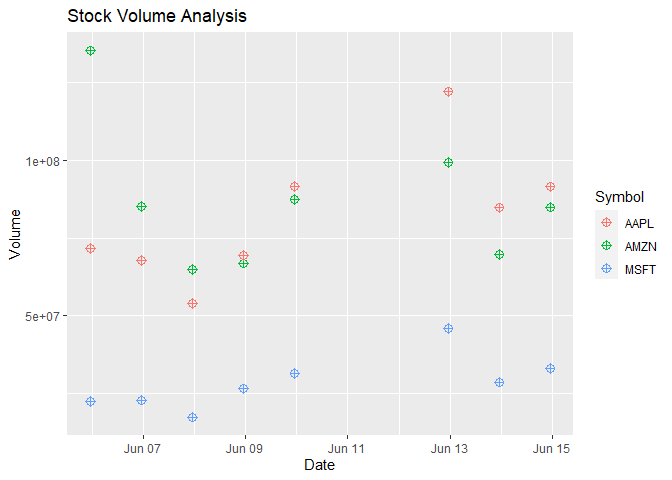 Stock Volume Analysis
Volume
1e+08
5e+07
Jun 07
Jun 09
Jun 11
Jun 13
Jun 15
Date
Symbol
AAPL
AMZN
MSFT